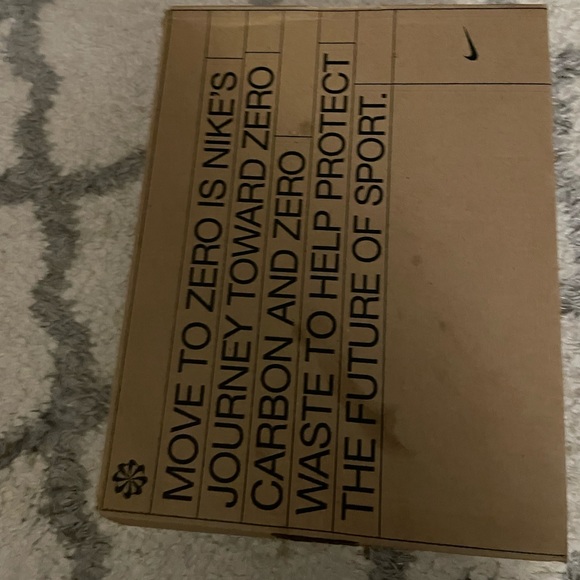 MOVE TO ZERO IS NIKE'S
JOURNEY TOWARD ZERO
CARBON AND ZERO
WASTE TO HELP PROTECT
THE FUTURE OF SPORT.